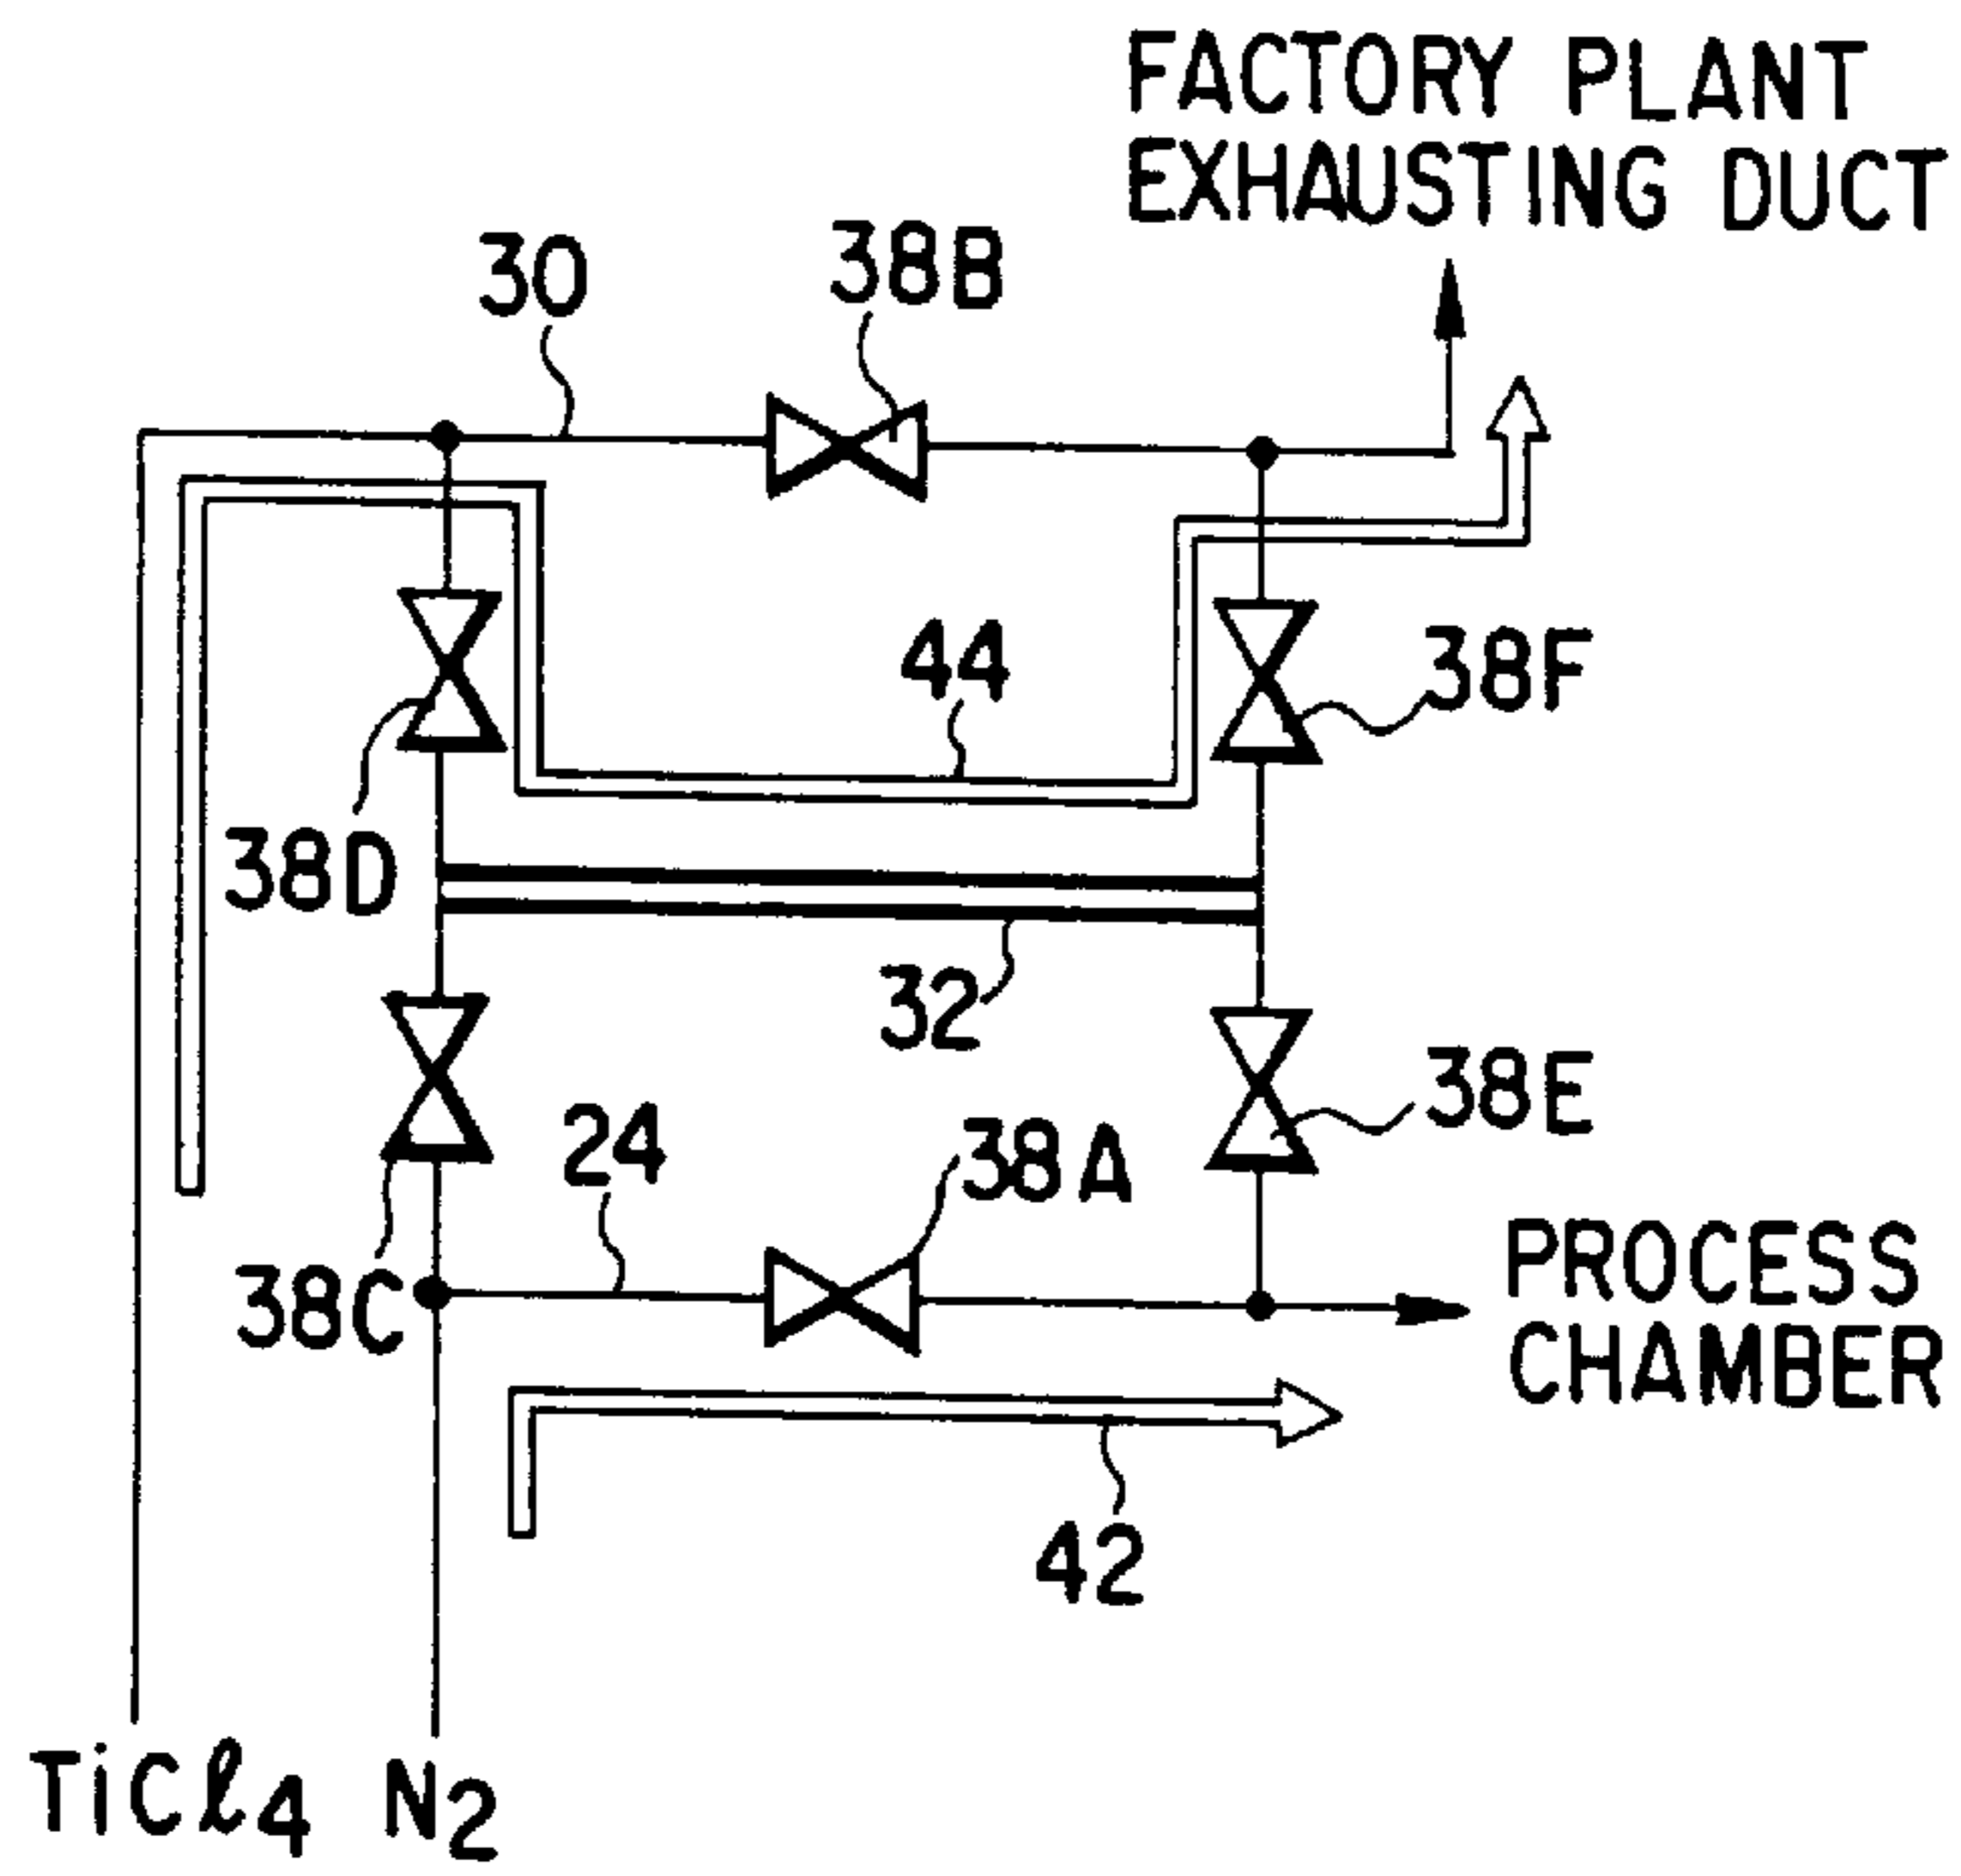 FACTORY PLANT
EXHAUSTING DUCT
30
38B
44
38F
38D
32
38E
24
38A
38C
PROCESS
CHAMBER
42
TiCℓ4 N2